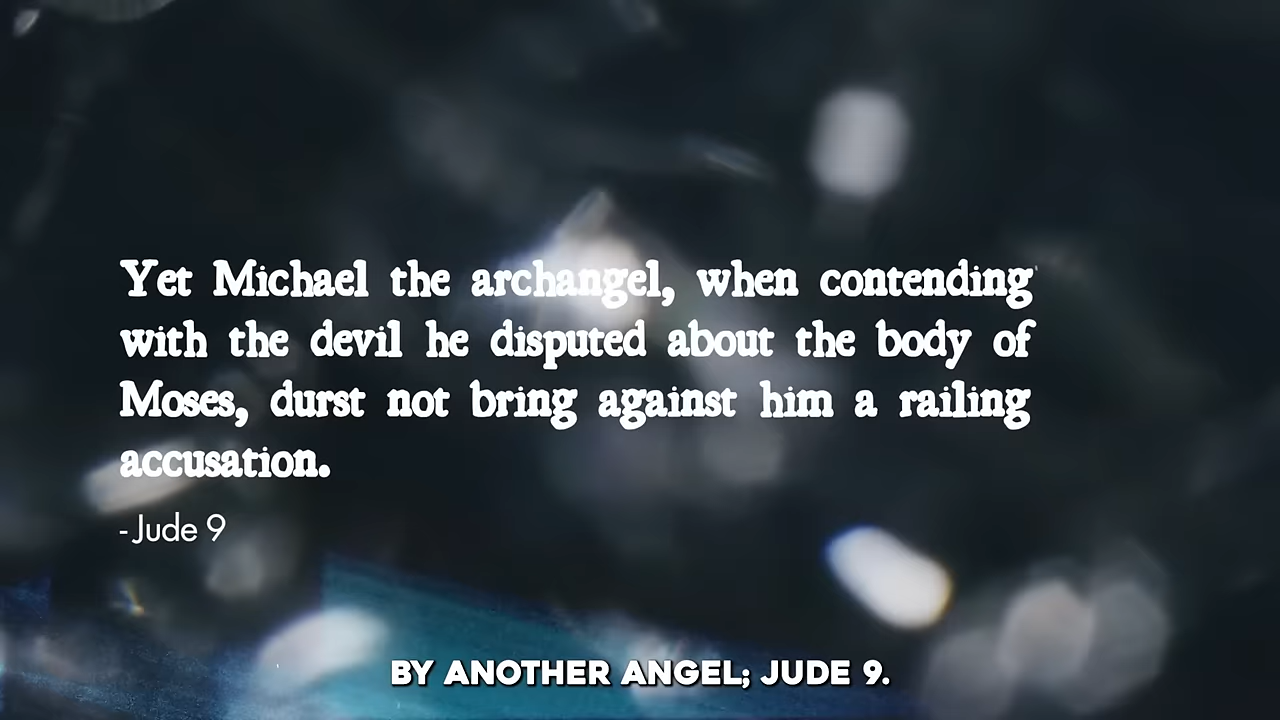 Yet Michael the archangel, when contending
with the devil he disputed about the body of
Moses, durst not bring against him a railing
accusation.
- Jude 9
BY ANOTHER ANGEL; JUDE 9.